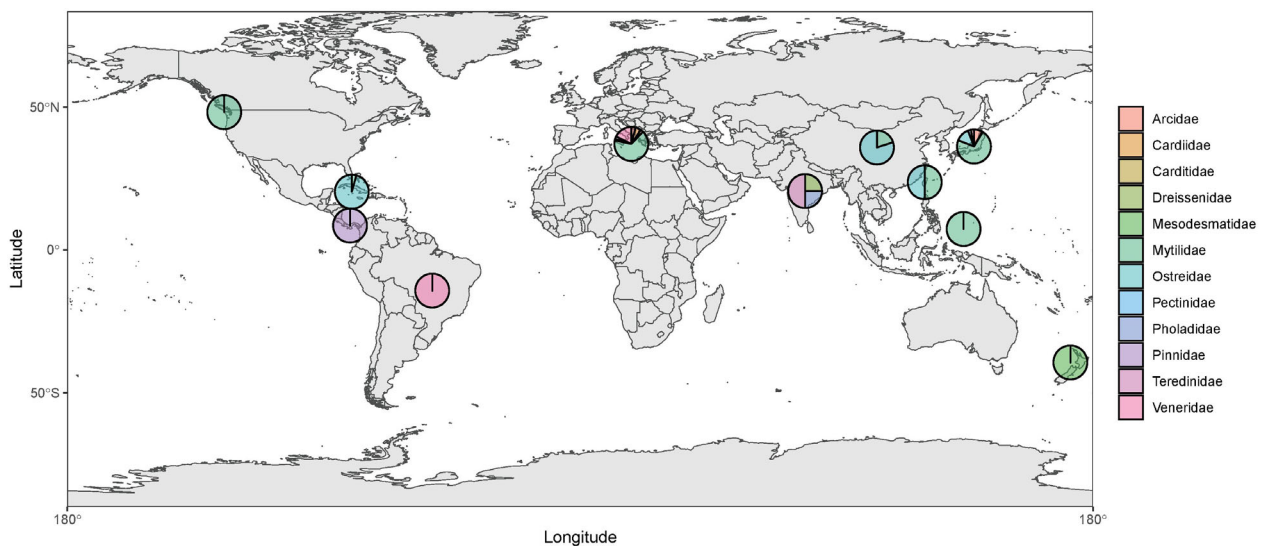 50°N
0°
50°S
Latitude
180°
180°
Longitude
Arcidae
Cardiidae
Carditidae
Dreissenidae
Mesodesmatidae
Mytilidae
Ostreidae
Pectinidae
Pholadidae
Pinnidae
Teredinidae
Veneridae